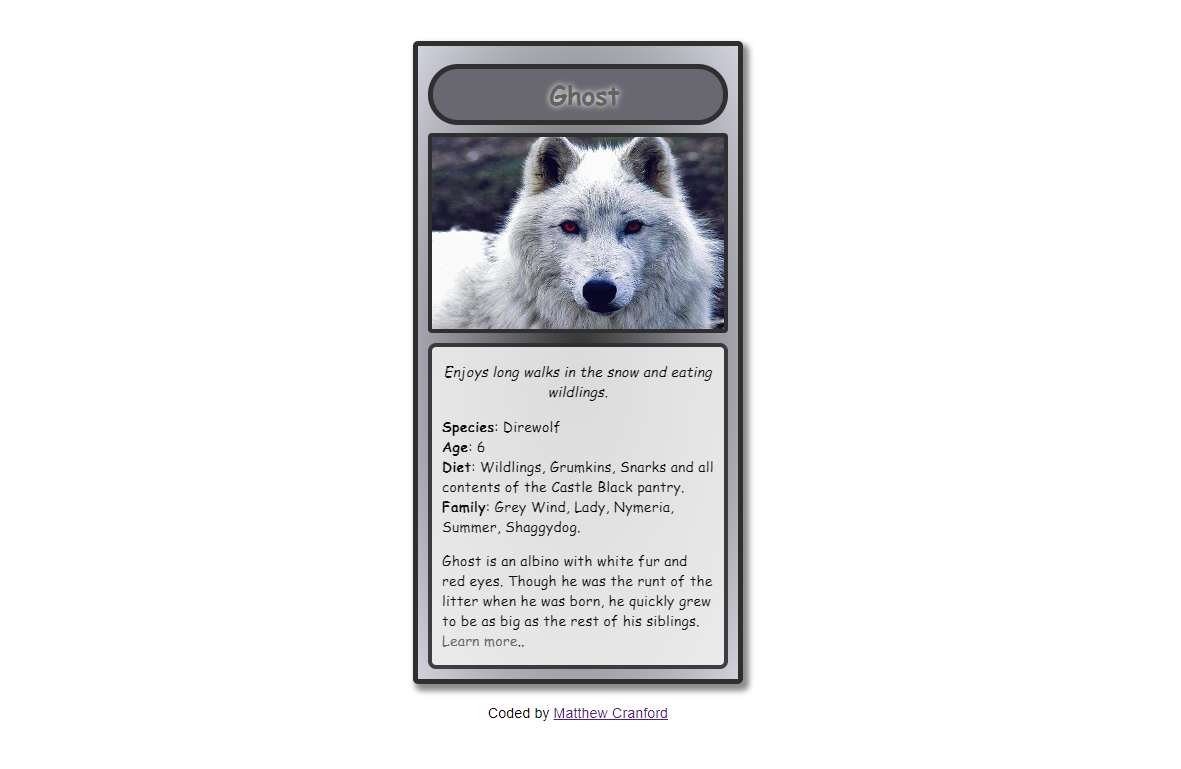 Ghost
Enjoys long walks in the snow and eating
wildlings.
Species: Direwolf
Age: 6
Diet: Wildlings, Grumkins, Snarks and all
contents of the Castle Black pantry.
Family: Grey Wind, Lady, Nymeria,
Summer, Shaggydog.
Ghost is an albino with white fur and
red eyes. Though he was the runt of the
litter when he was born, he quickly grew
to be as big as the rest of his siblings.
Learn more..
Coded by Matthew Cranford